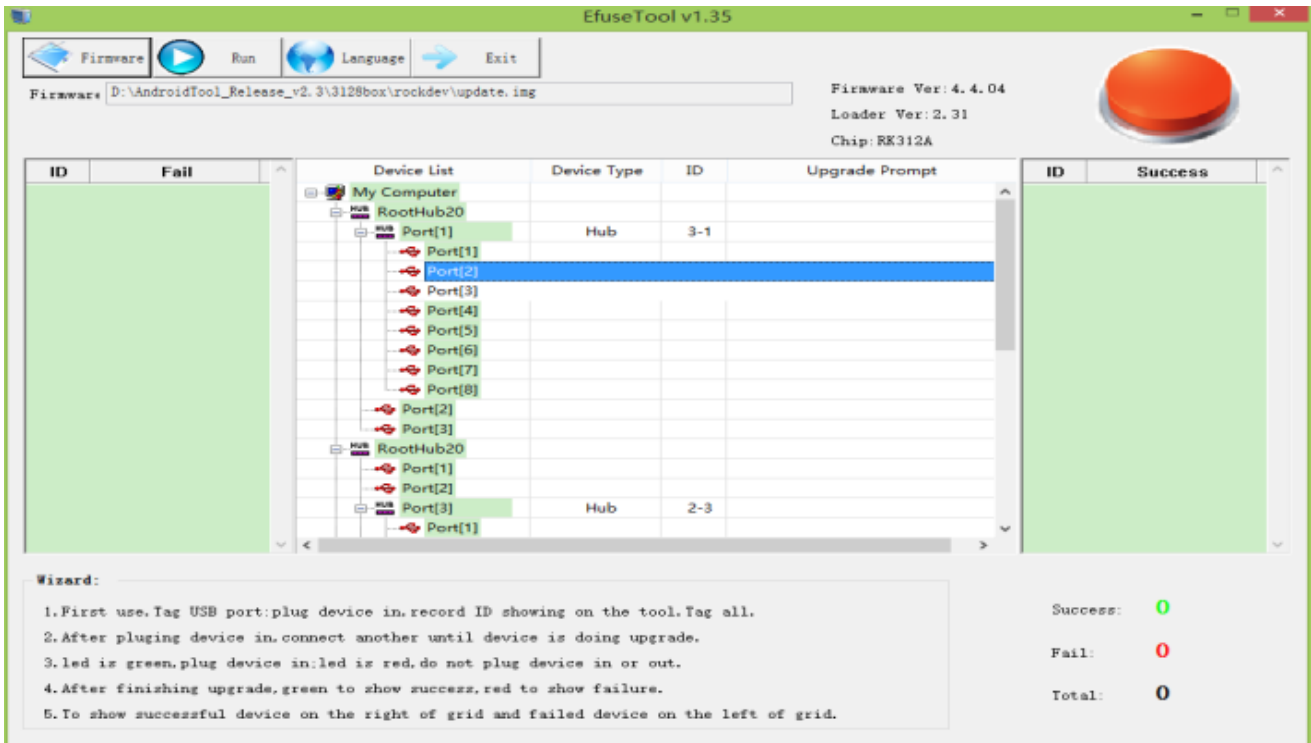 EfuseTool v1.35
Firmware Run Language Exit
Firmware D:\AndroidTool_Release_v2.3\3128box\rockdev\update.img
Firmware Ver:4.4.04
Loader Ver:2.31
Chip:RK312A
ID Fail
Device List Device Type ID Upgrade Prompt
ID Success
My Computer
HUB RootHub20
HUB Port[1] Hub 3-1
Port[1]
Port[2]
Port[3]
Port[4]
Port[5]
Port[6]
Port[7]
Port[8]
Port[2]
Port[3]
HUB RootHub20
Port[1]
Port[2]
HUB Port[3] Hub 2-3
Port[1]
Wizard:
1.First use,Tag USB port:plug device in,record ID showing on the tool,Tag all.
2.After pluging device in,connect another until device is doing upgrade.
3.led is green,plug device in;led is red,do not plug device in or out.
4.After finishing upgrade,green to show success,red to show failure.
5.To show successful device on the right of grid and failed device on the left of grid.
Success: 0
Fail: 0
Total: 0